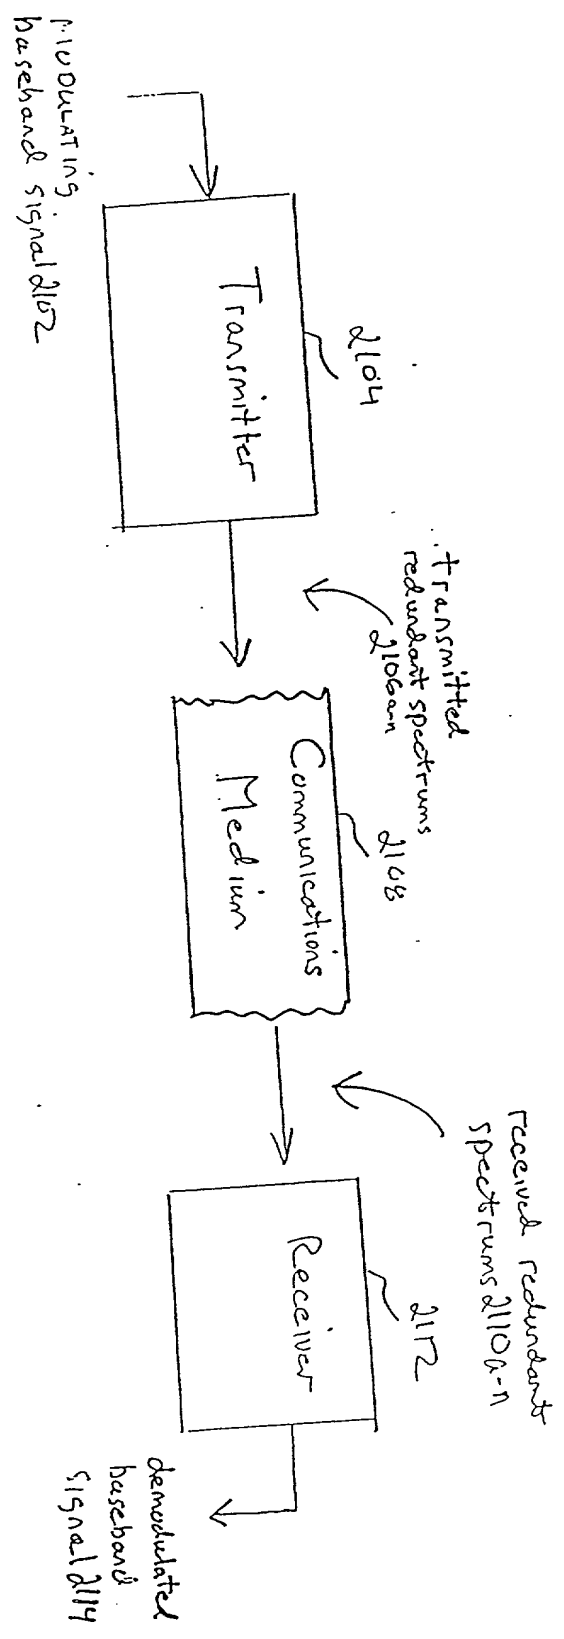 MODULATING
baseband signal 2102
Transmitter
2104
transmitted
redundant spectrums
2106a-n
Communications
Medium
2108
received redundant
spectrums 2110a-n
Receiver
2112
demodulated
baseband
signal 2114